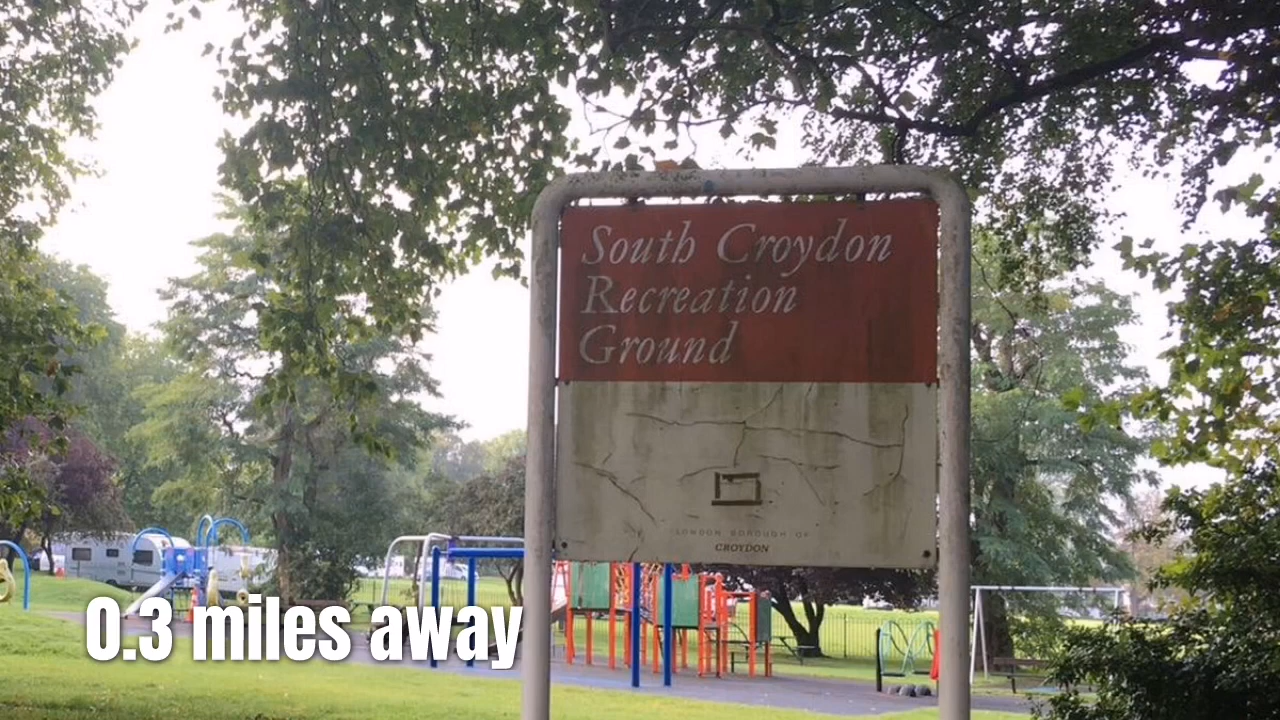 South Croydon
Recreation
Ground
LONDON BOROUGH OF
CROYDON
0.3 miles away